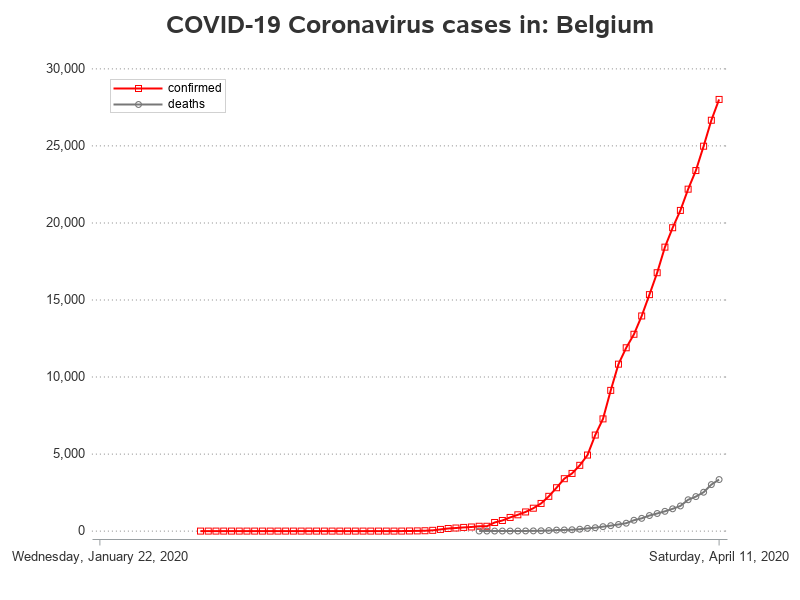 COVID-19 Coronavirus cases in: Belgium
30,000
confirmed
deaths
25,000
20,000
15,000
10,000
5,000
0
Wednesday, January 22, 2020
Saturday, April 11, 2020